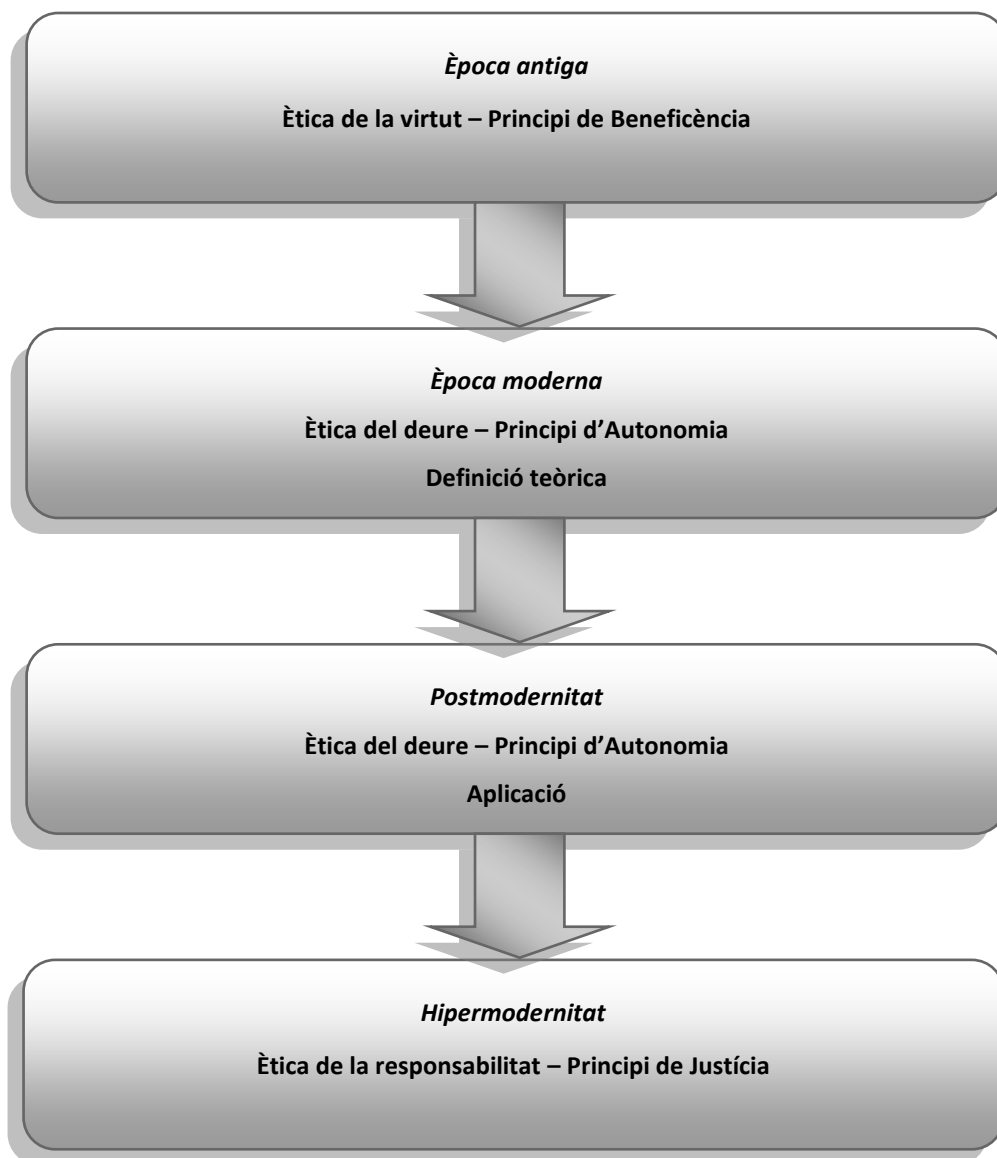 Època antiga
Ètica de la virtut – Principi de Beneficència
Època moderna
Ètica del deure – Principi d’Autonomia
Definició teòrica
Postmodernitat
Ètica del deure – Principi d’Autonomia
Aplicació
Hipermodernitat
Ètica de la responsabilitat – Principi de Justícia